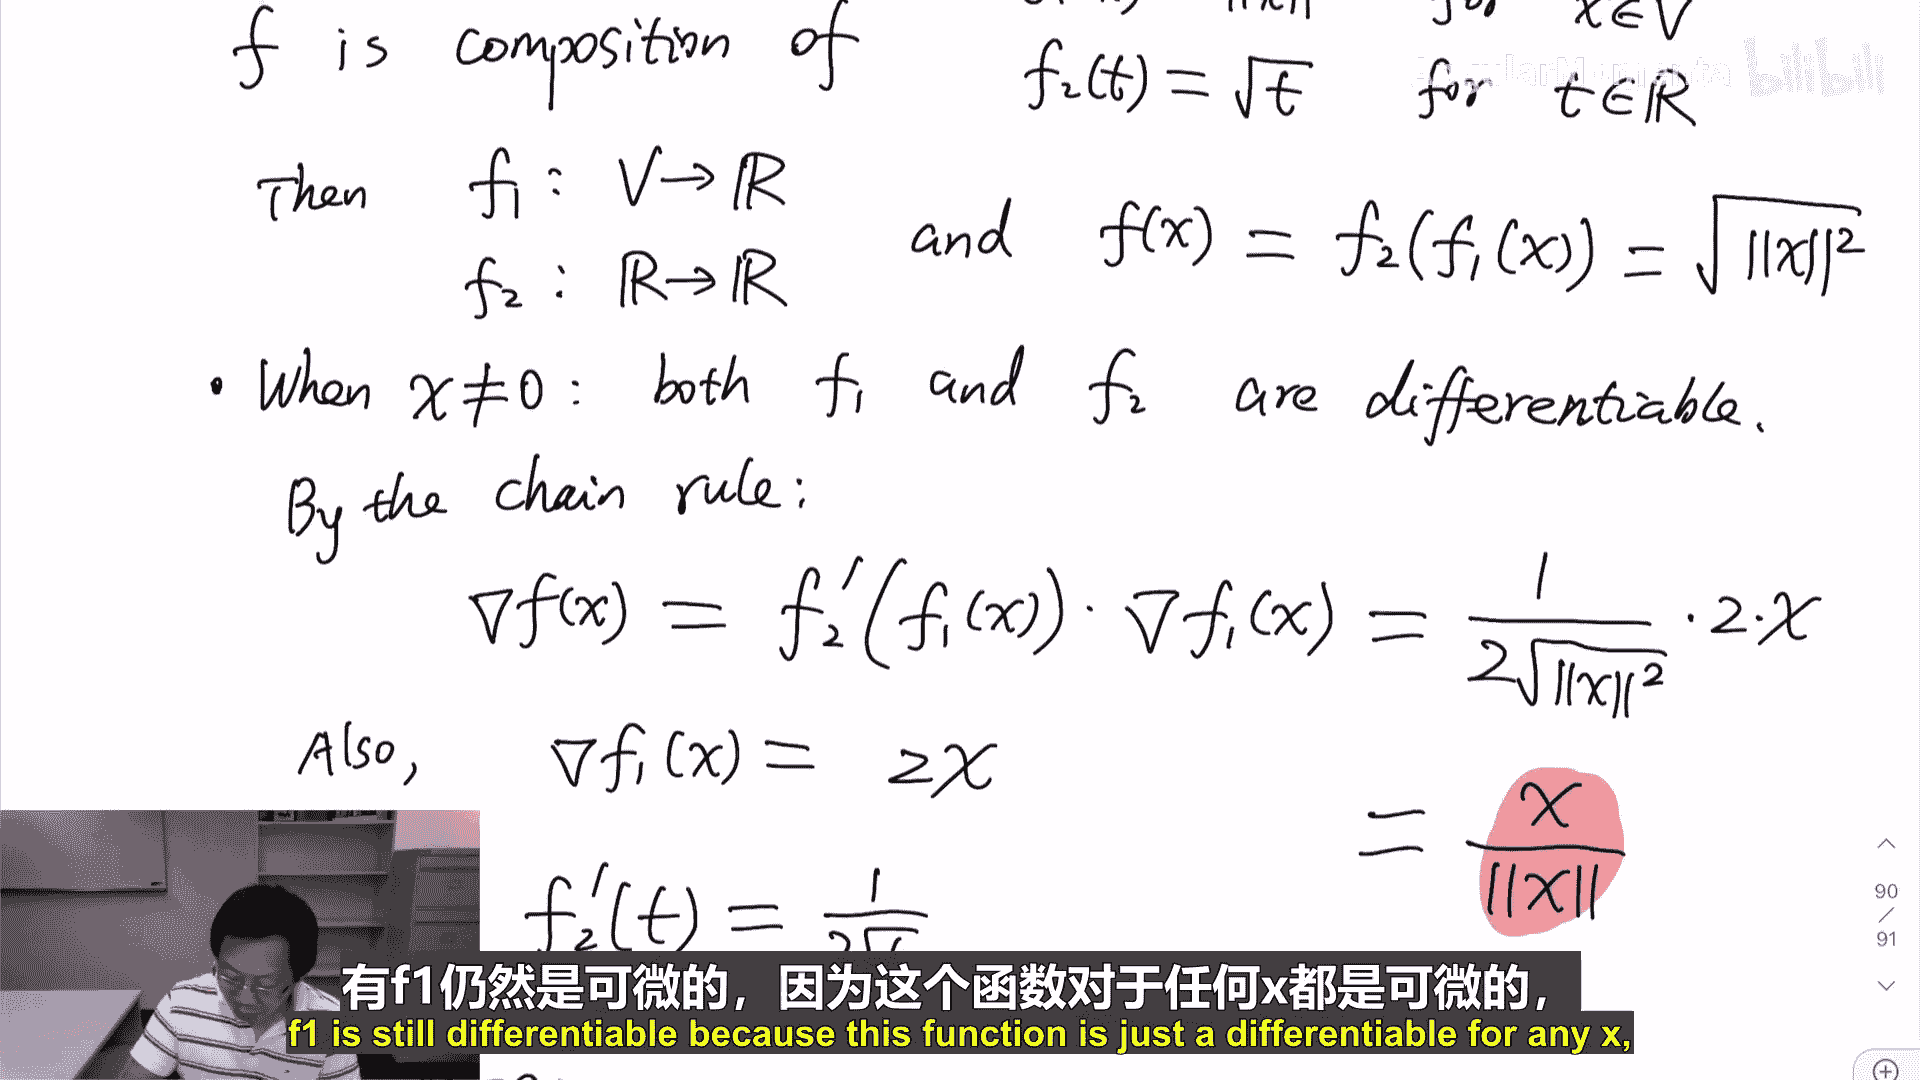 for x∈V
f is composition of
f₂(t) = √t for t∈ℝ
bilibili
Then f₁ : V→ℝ
f₂ : ℝ→ℝ
and f(x) = f₂(f₁(x)) = √‖x‖²
• When x≠0 : both f₁ and f₂ are differentiable.
By the chain rule:
∇f(x) = f₂′(f₁(x)) · ∇f₁(x) = 1/(2√‖x‖²) · 2 · x
Also, ∇f₁(x) = 2x
= x/‖x‖
f₂′(t) = 1/(2√t)
90
/
91
有f1仍然是可微的，因为这个函数对于任何x都是可微的，
f1 is still differentiable because this function is just a differentiable for any x,